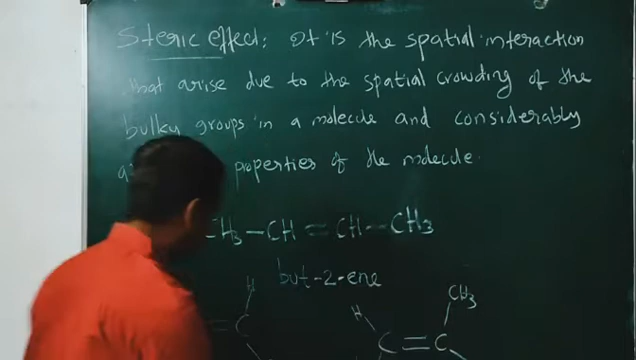 Steric effect: It is the spatial interaction
that arise due to the spatial crowding of the
bulky groups in a molecule and considerably
properties of the molecule.
CH3-CH=CH-CH3
but-2-ene
H CH3
H
=C C=C